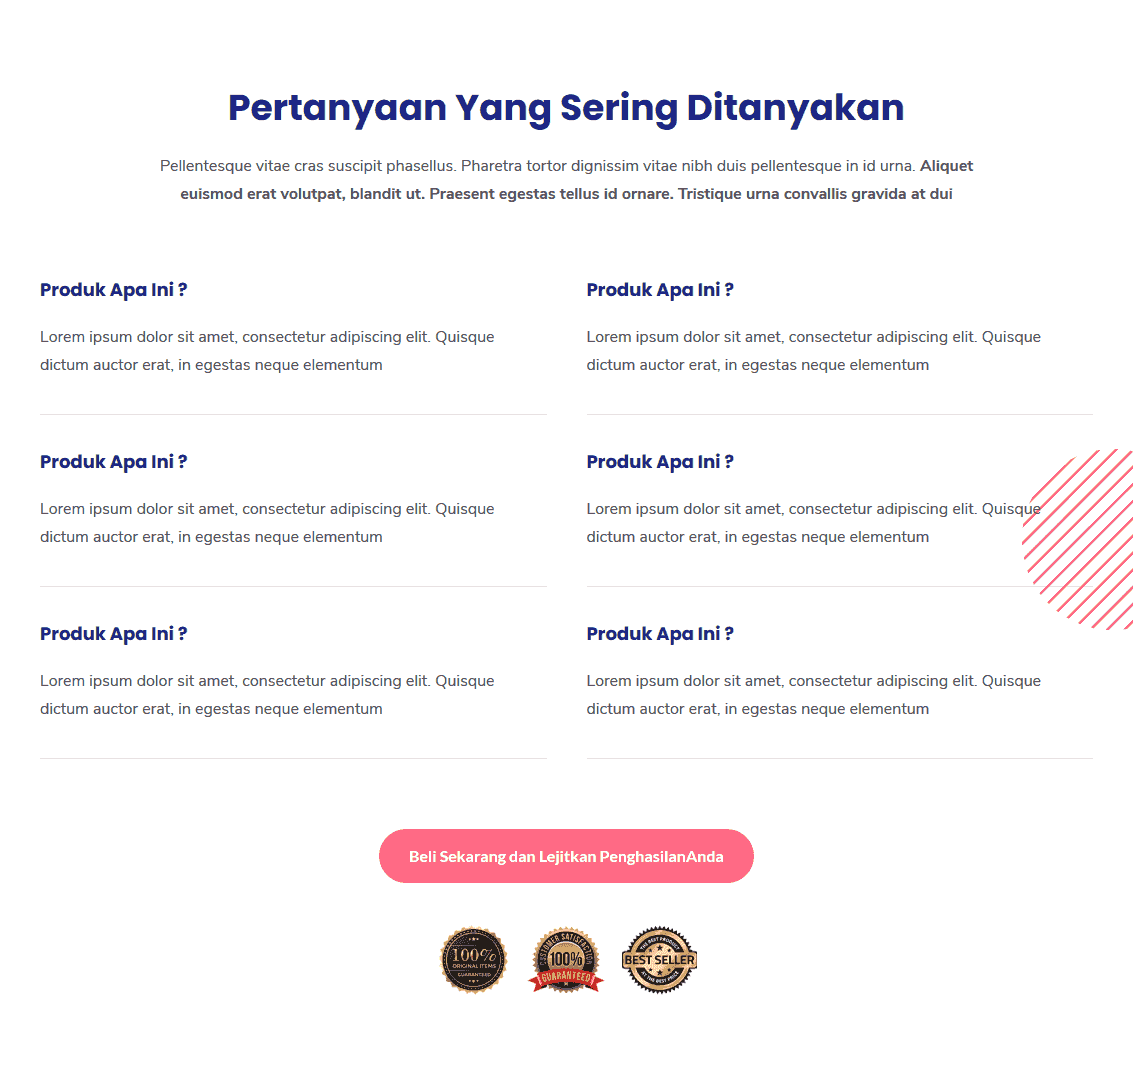 Pertanyaan Yang Sering Ditanyakan
Pellentesque vitae cras suscipit phasellus. Pharetra tortor dignissim vitae nibh duis pellentesque in id urna. Aliquet
euismod erat volutpat, blandit ut. Praesent egestas tellus id ornare. Tristique urna convallis gravida at dui
Produk Apa Ini ?
Lorem ipsum dolor sit amet, consectetur adipiscing elit. Quisque
dictum auctor erat, in egestas neque elementum
Produk Apa Ini ?
Lorem ipsum dolor sit amet, consectetur adipiscing elit. Quisque
dictum auctor erat, in egestas neque elementum
Produk Apa Ini ?
Lorem ipsum dolor sit amet, consectetur adipiscing elit. Quisque
dictum auctor erat, in egestas neque elementum
Produk Apa Ini ?
Lorem ipsum dolor sit amet, consectetur adipiscing elit. Quisque
dictum auctor erat, in egestas neque elementum
Produk Apa Ini ?
Lorem ipsum dolor sit amet, consectetur adipiscing elit. Quisque
dictum auctor erat, in egestas neque elementum
Produk Apa Ini ?
Lorem ipsum dolor sit amet, consectetur adipiscing elit. Quisque
dictum auctor erat, in egestas neque elementum
Beli Sekarang dan Lejitkan PenghasilanAnda
100%
ORIGINAL ITEMS
GUARANTEED
CUSTOMER SATISFACTION
100%
GUARANTEED
THE BEST PRODUCT
BEST SELLER
THE BEST PRICE